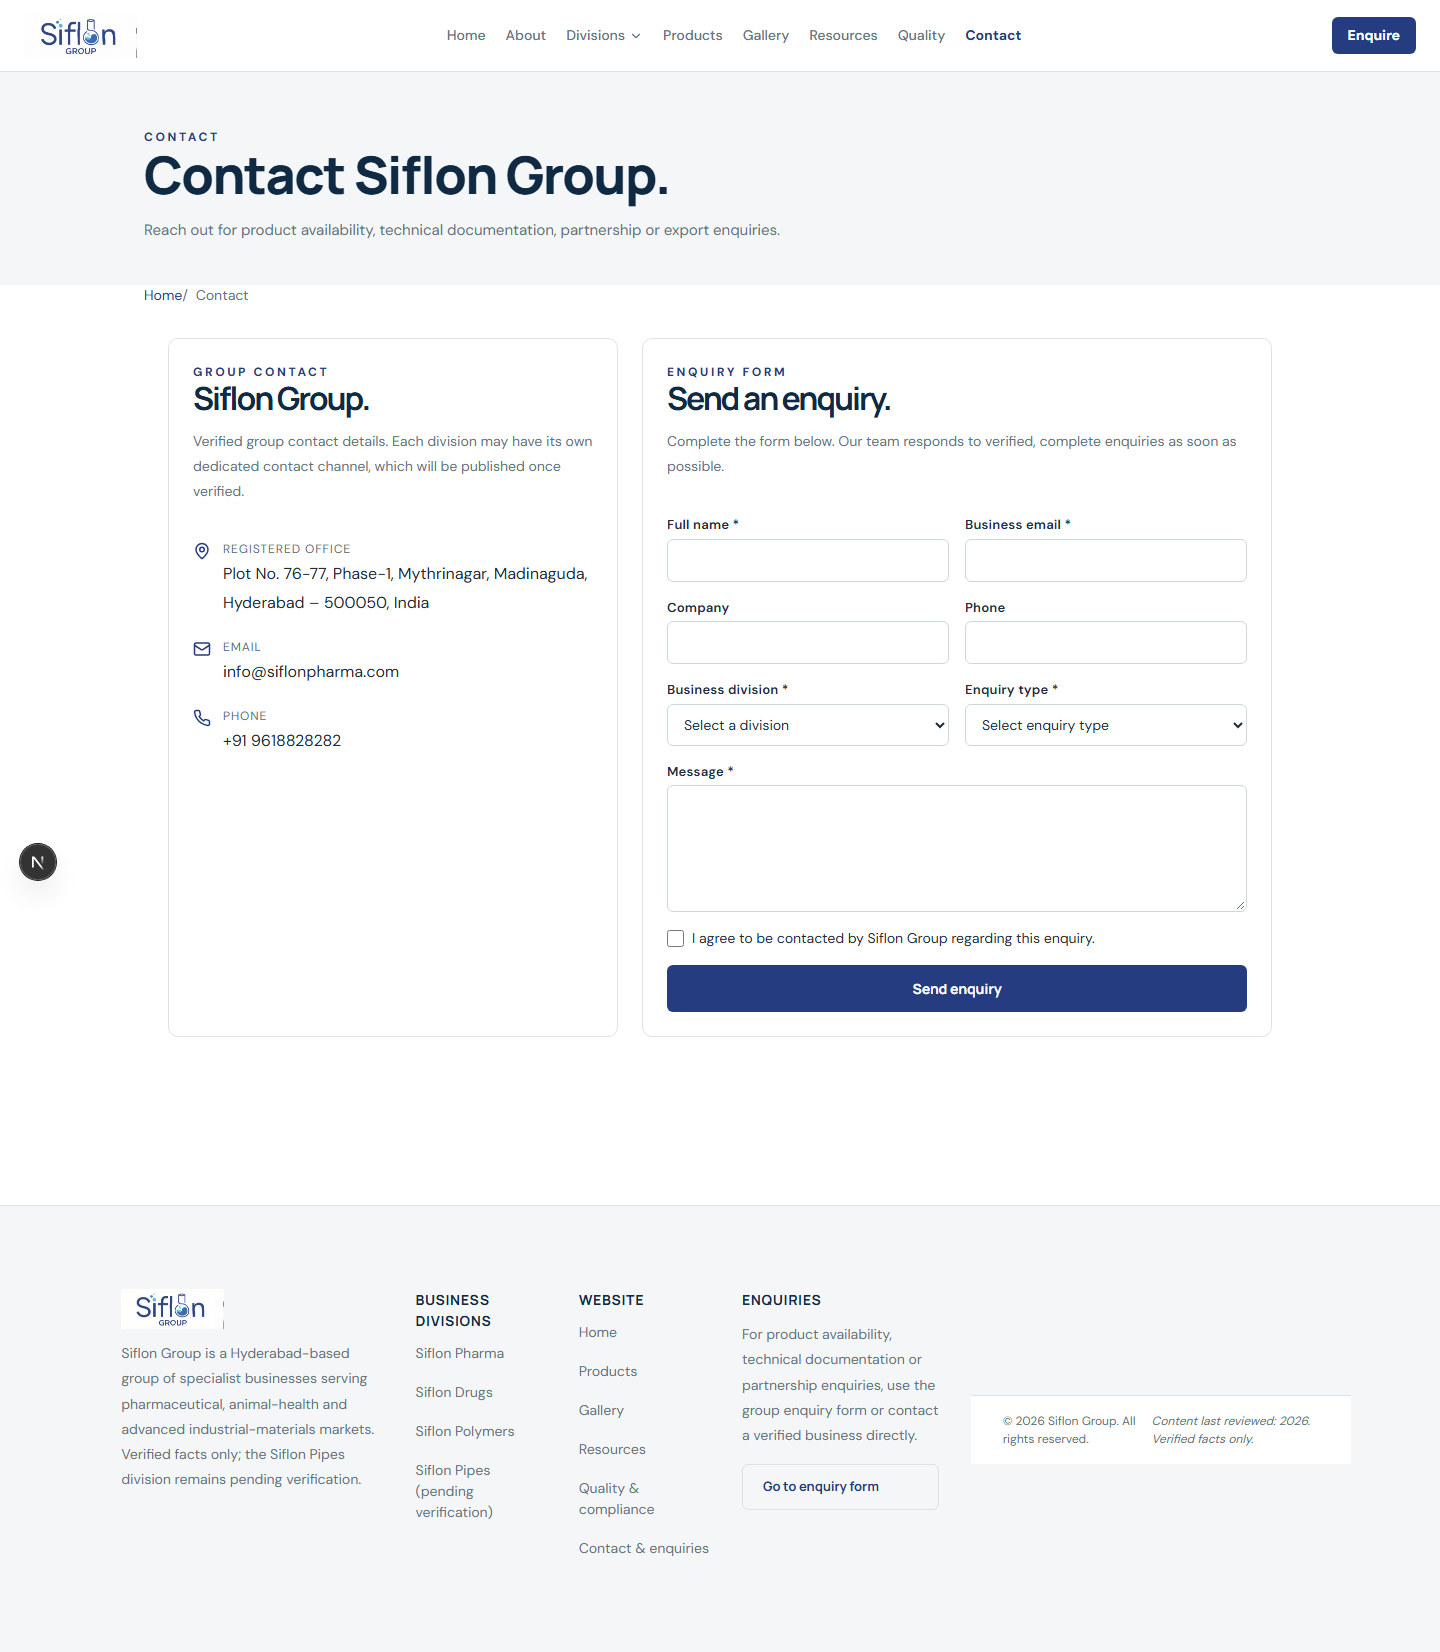 Siflon
GROUP
Home
About
Divisions
Products
Gallery
Resources
Quality
Contact
Enquire
CONTACT
Contact Siflon Group.
Reach out for product availability, technical documentation, partnership or export enquiries.
Home/ Contact
GROUP CONTACT
Siflon Group.
Verified group contact details. Each division may have its own
dedicated contact channel, which will be published once
verified.
REGISTERED OFFICE
Plot No. 76-77, Phase-1, Mythrinagar, Madinaguda,
Hyderabad – 500050, India
EMAIL
info@siflonpharma.com
PHONE
+91 9618828282
ENQUIRY FORM
Send an enquiry.
Complete the form below. Our team responds to verified, complete enquiries as soon as
possible.
Full name *
Business email *
Company
Phone
Business division *
Enquiry type *
Select a division
Select enquiry type
Message *
I agree to be contacted by Siflon Group regarding this enquiry.
Send enquiry
N
Siflon
GROUP
Siflon Group is a Hyderabad-based
group of specialist businesses serving
pharmaceutical, animal-health and
advanced industrial-materials markets.
Verified facts only; the Siflon Pipes
division remains pending verification.
BUSINESS
DIVISIONS
Siflon Pharma
Siflon Drugs
Siflon Polymers
Siflon Pipes
(pending
verification)
WEBSITE
Home
Products
Gallery
Resources
Quality &
compliance
Contact & enquiries
ENQUIRIES
For product availability,
technical documentation or
partnership enquiries, use the
group enquiry form or contact
a verified business directly.
Go to enquiry form
© 2026 Siflon Group. All
rights reserved.
Content last reviewed: 2026.
Verified facts only.